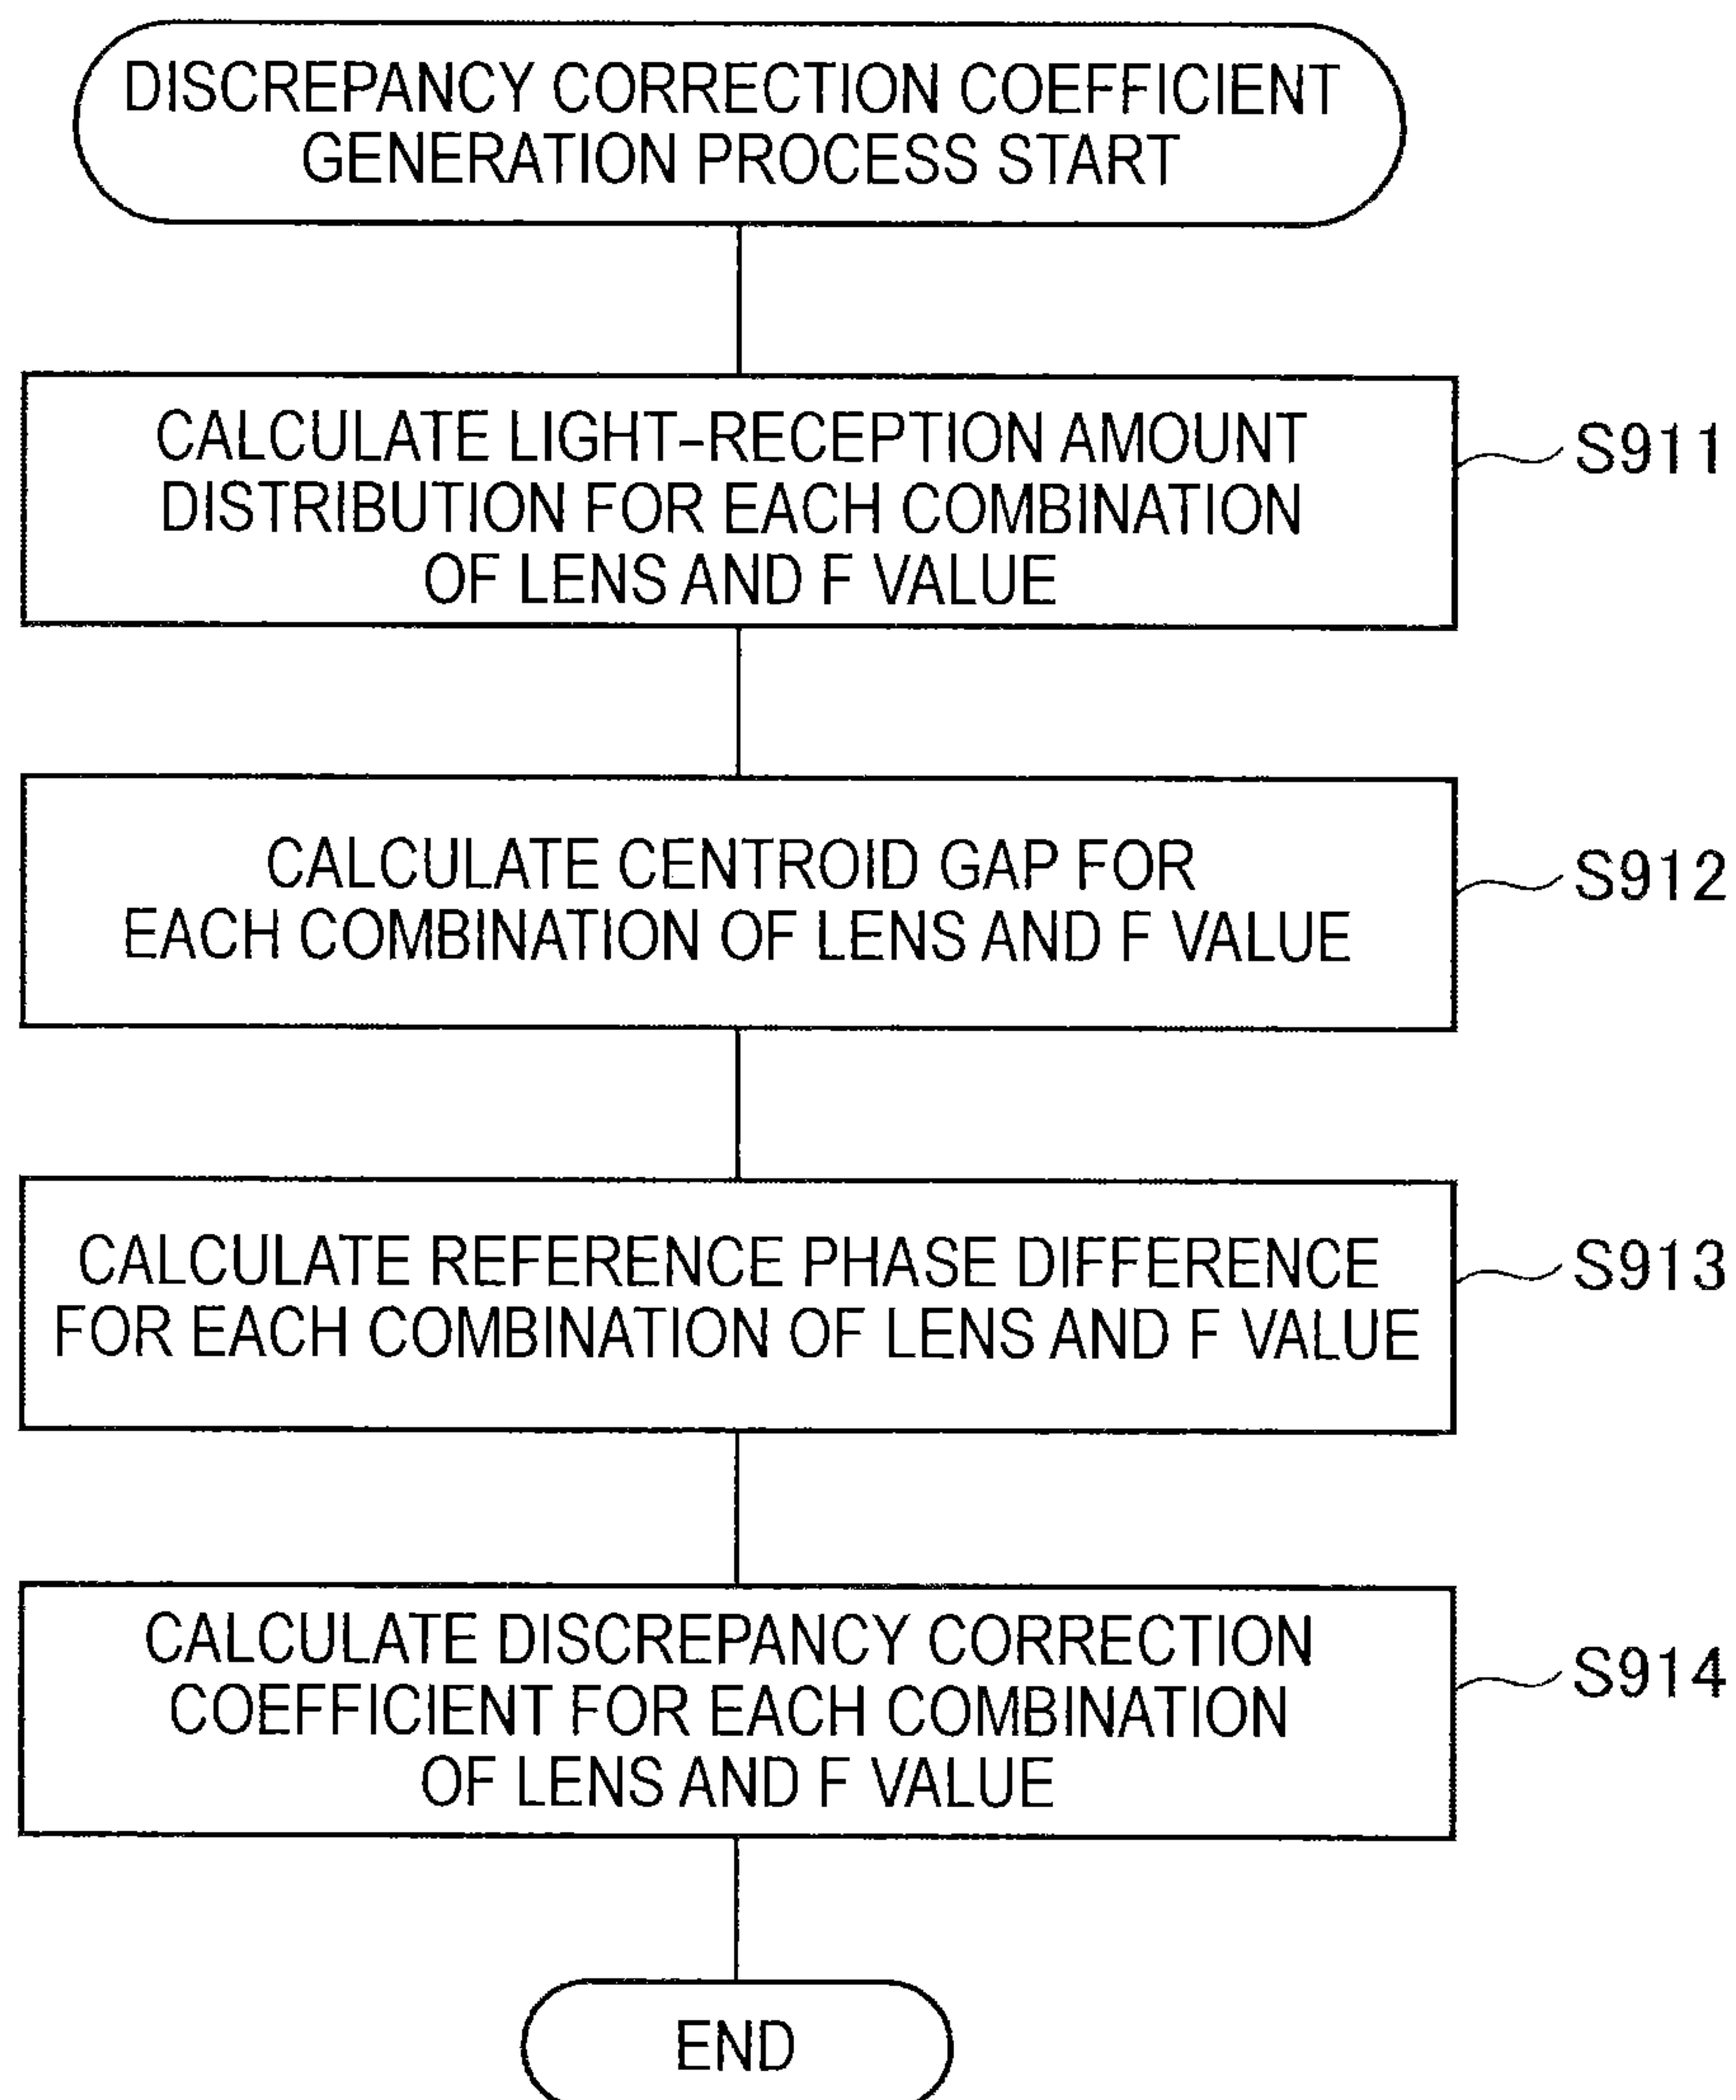 DISCREPANCY CORRECTION COEFFICIENT
GENERATION PROCESS START
CALCULATE LIGHT-RECEPTION AMOUNT
DISTRIBUTION FOR EACH COMBINATION
OF LENS AND F VALUE
S911
CALCULATE CENTROID GAP FOR
EACH COMBINATION OF LENS AND F VALUE
S912
CALCULATE REFERENCE PHASE DIFFERENCE
FOR EACH COMBINATION OF LENS AND F VALUE
S913
CALCULATE DISCREPANCY CORRECTION
COEFFICIENT FOR EACH COMBINATION
OF LENS AND F VALUE
S914
END